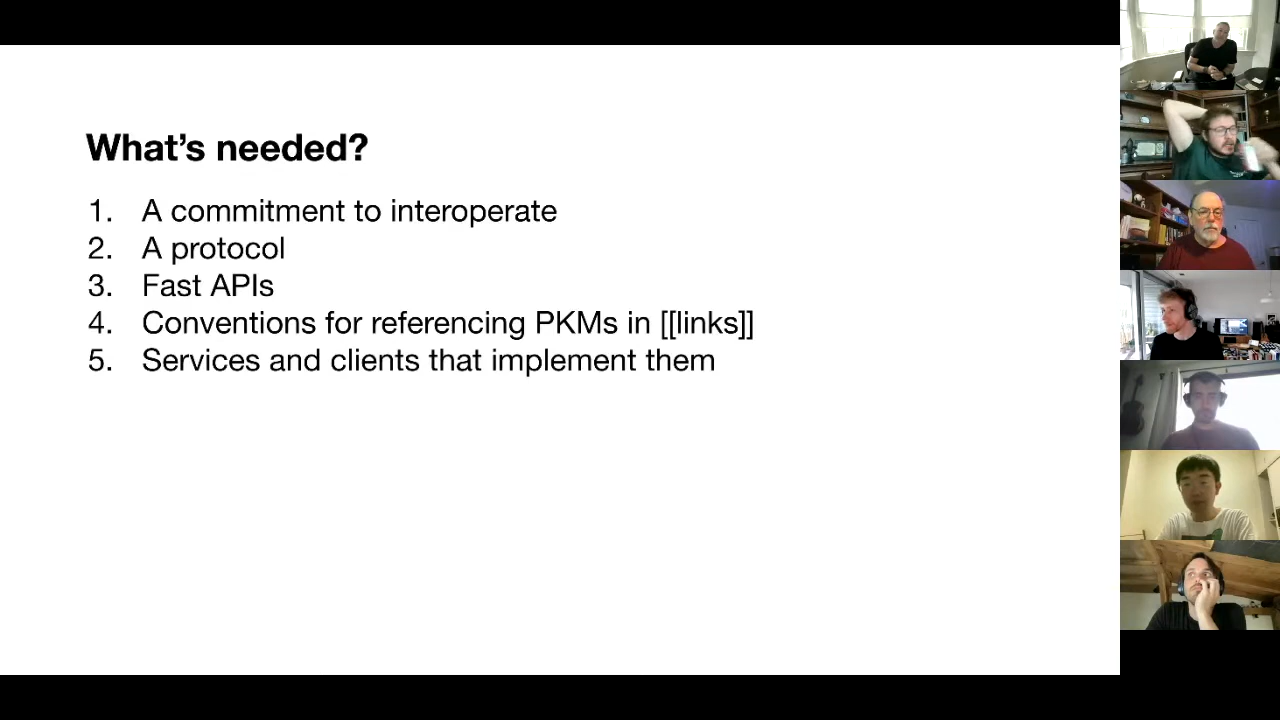 What’s needed?
1. A commitment to interoperate
2. A protocol
3. Fast APIs
4. Conventions for referencing PKMs in [[links]]
5. Services and clients that implement them